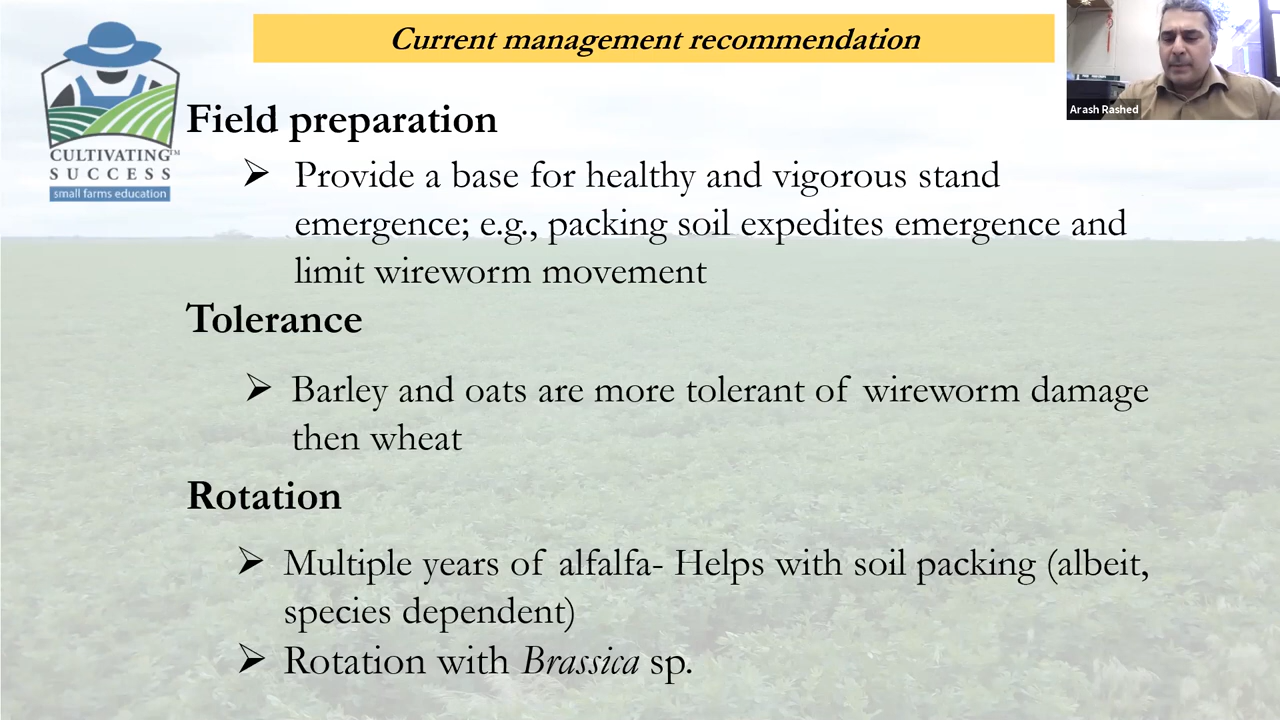 Current management recommendation
Arash Rashed
CULTIVATING™
SUCCESS
small farms education
Field preparation
➢ Provide a base for healthy and vigorous stand
emergence; e.g., packing soil expedites emergence and
limit wireworm movement
Tolerance
➢ Barley and oats are more tolerant of wireworm damage
then wheat
Rotation
➢ Multiple years of alfalfa- Helps with soil packing (albeit,
species dependent)
➢ Rotation with Brassica sp.